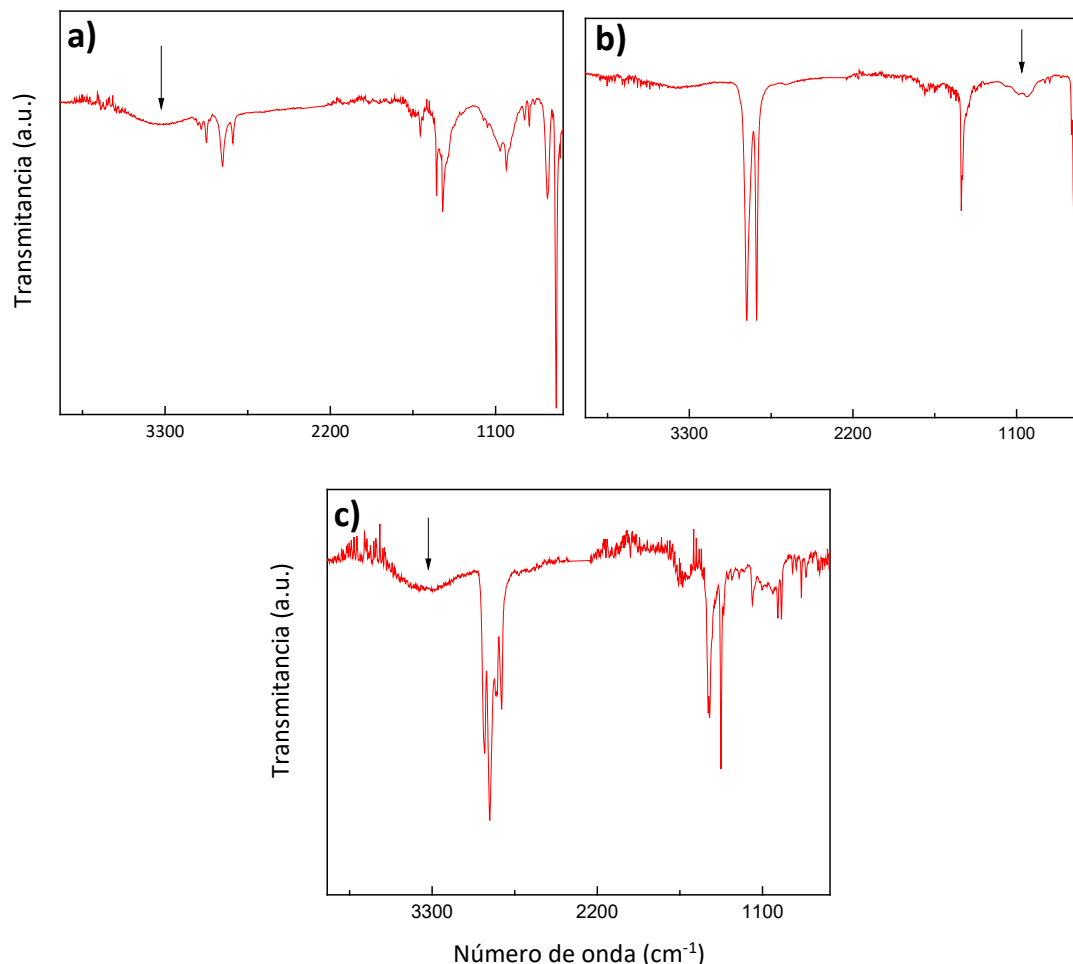 a)
Transmitancia (a.u.)
3300 2200 1100
b)
3300 2200 1100
c)
Transmitancia (a.u.)
3300 2200 1100
Número de onda (cm⁻¹)